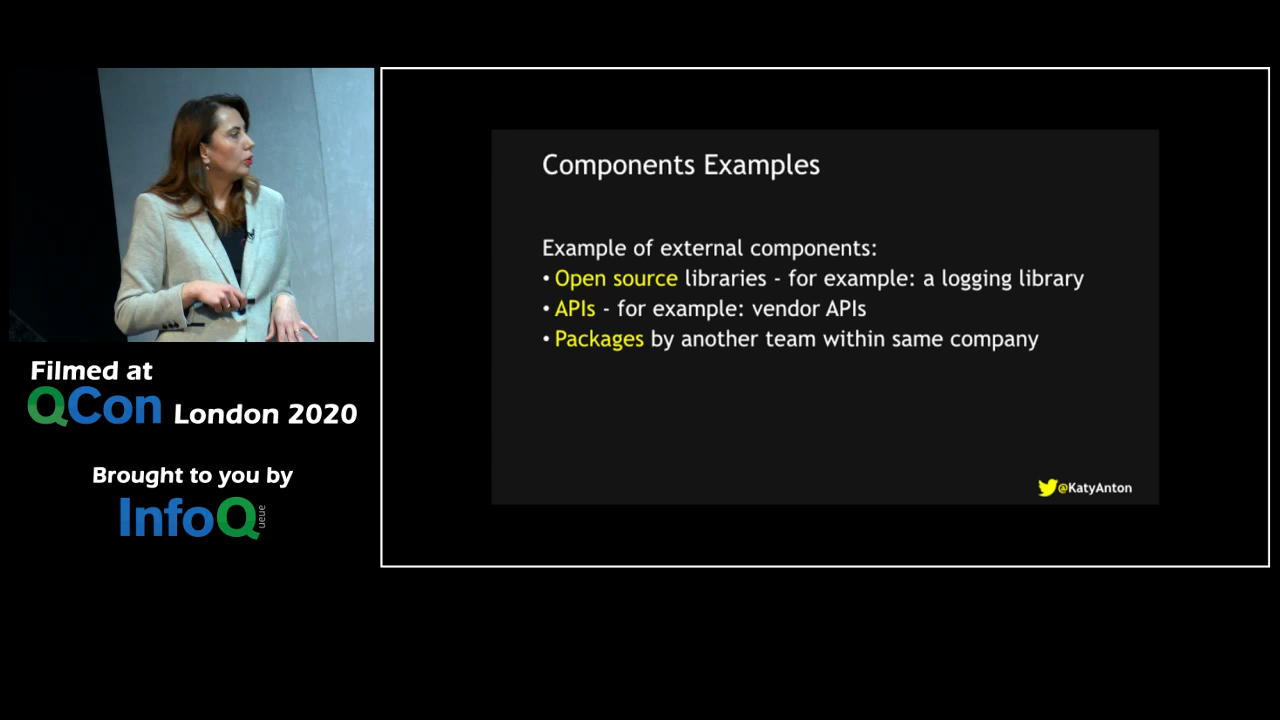 Components Examples
Example of external components:
• Open source libraries - for example: a logging library
• APIs - for example: vendor APIs
• Packages by another team within same company
@KatyAnton
Filmed at
QCon London 2020
Brought to you by
InfoQ
ueue